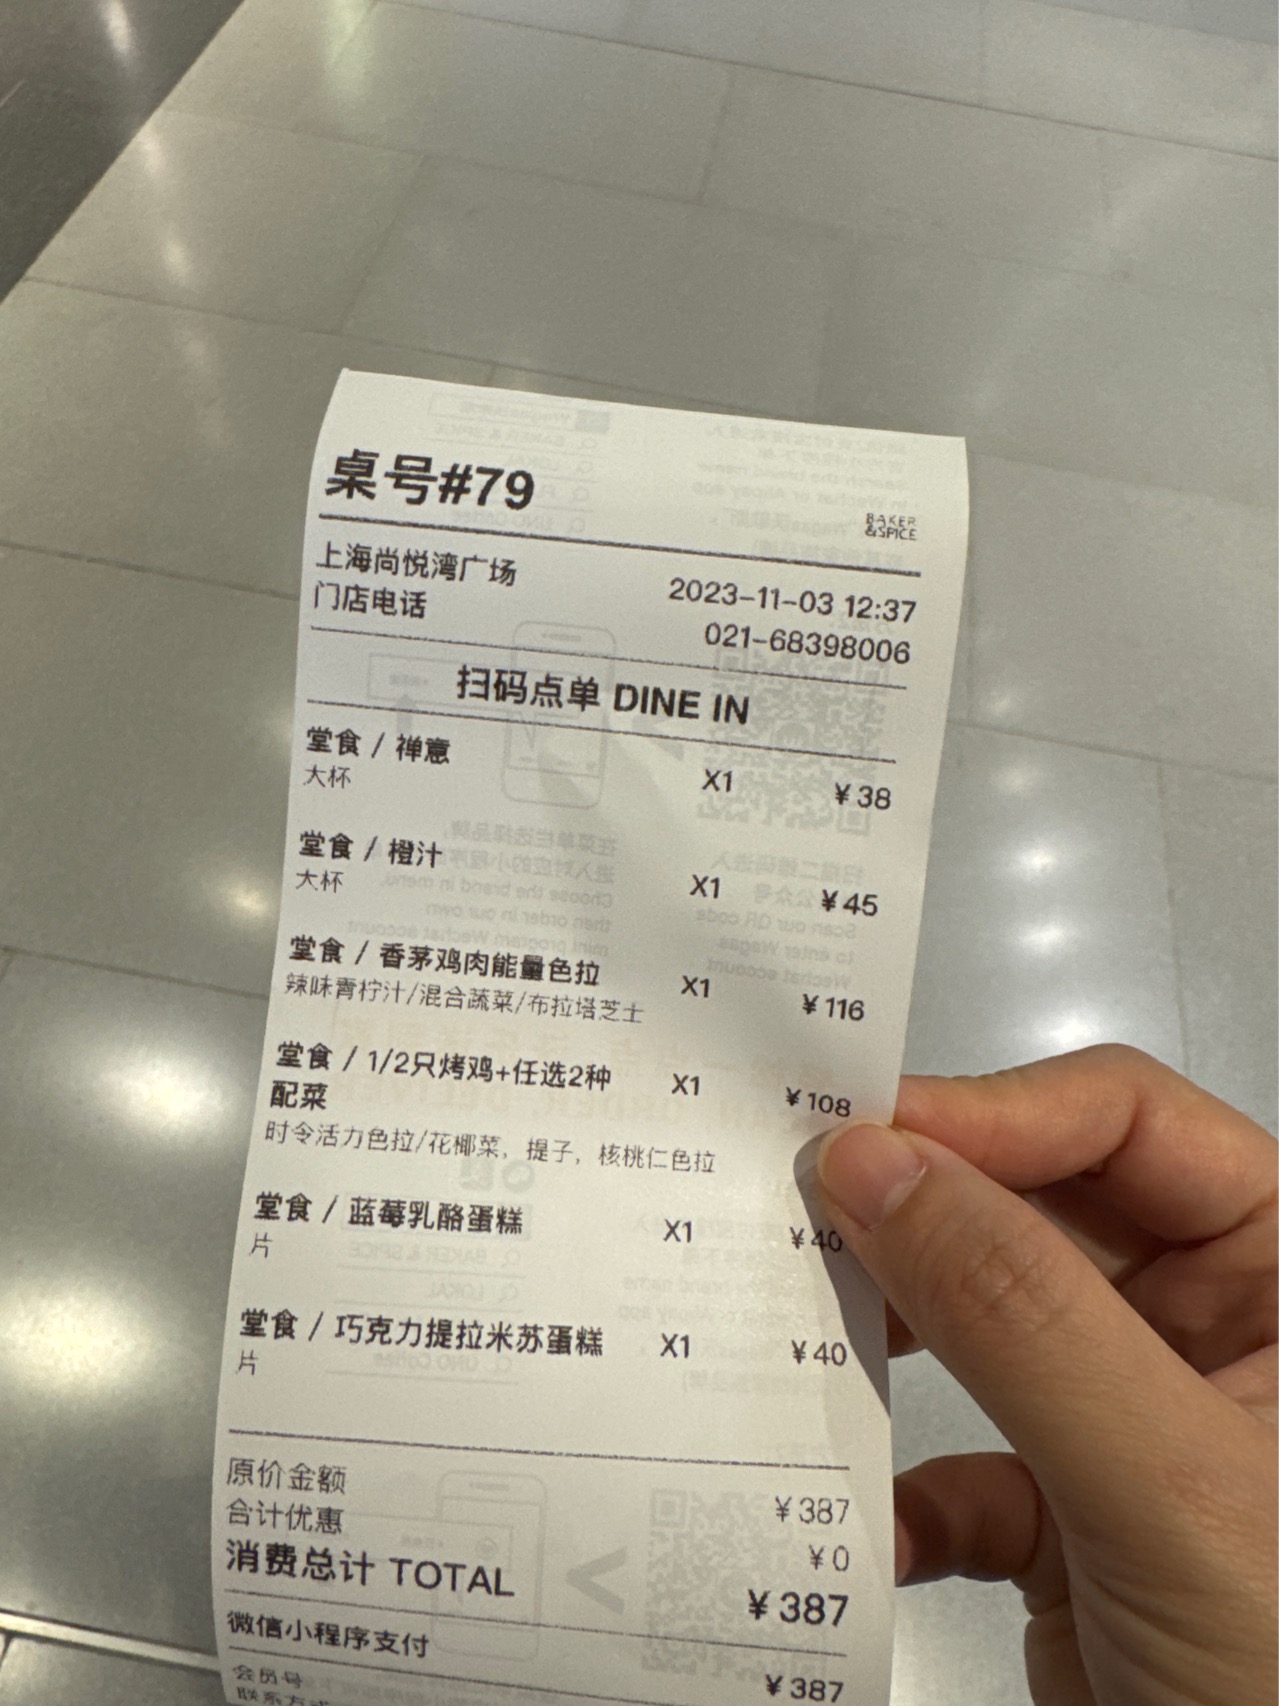 桌号#79
BAKER
&SPICE
上海尚悦湾广场 2023-11-03 12:37
门店电话 021-68398006
扫码点单 DINE IN
堂食 / 禅意 X1 ¥38
大杯
堂食 / 橙汁 X1 ¥45
大杯
堂食 / 香茅鸡肉能量色拉 X1 ¥116
辣味青柠汁/混合蔬菜/布拉塔芝士
堂食 / 1/2只烤鸡+任选2种 X1 ¥108
配菜
时令活力色拉/花椰菜，提子，核桃仁色拉
堂食 / 蓝莓乳酪蛋糕 X1 ¥40
片
堂食 / 巧克力提拉米苏蛋糕 X1 ¥40
片
原价金额 ¥387
合计优惠 ¥0
消费总计 TOTAL ¥387
微信小程序支付 ¥387
会员号
联系方式